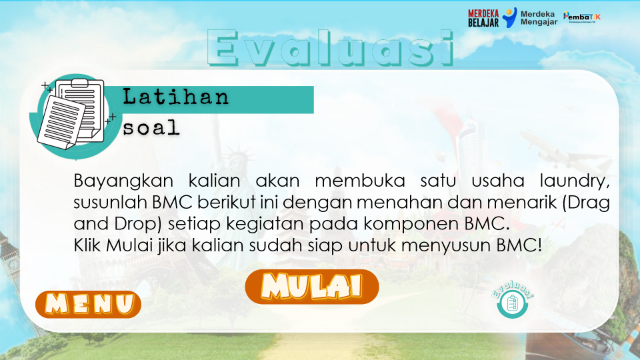 MERDEKA BELAJAR
Merdeka Mengajar
PembaTIK
Evaluasi
Latihan
soal
Bayangkan kalian akan membuka satu usaha laundry,
susunlah BMC berikut ini dengan menahan dan menarik (Drag
and Drop) setiap kegiatan pada komponen BMC.
Klik Mulai jika kalian sudah siap untuk menyusun BMC!
MULAI
MENU
Evaluasi